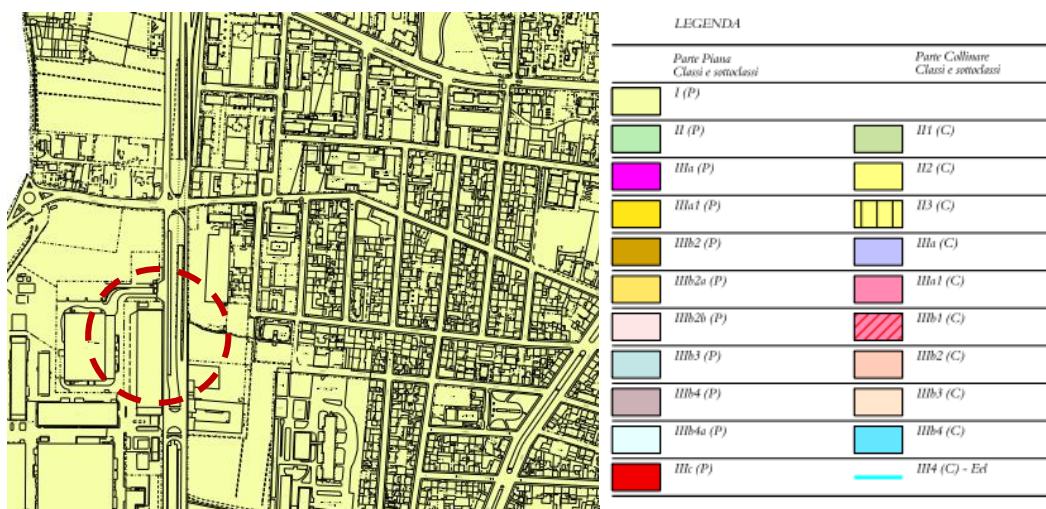 LEGENDA
Parte Piana
Classi e sottoclassi
Parte Collinare
Classi e sottoclassi
I (P)
II (P)
II1 (C)
IIIa (P)
II2 (C)
IIIa1 (P)
II3 (C)
IIIb2 (P)
IIIa (C)
IIIb2a (P)
IIIa1 (C)
IIIb2b (P)
IIIb1 (C)
IIIb3 (P)
IIIb2 (C)
IIIb4 (P)
IIIb3 (C)
IIIb4a (P)
IIIb4 (C)
IIIc (P)
III4 (C) - Eel